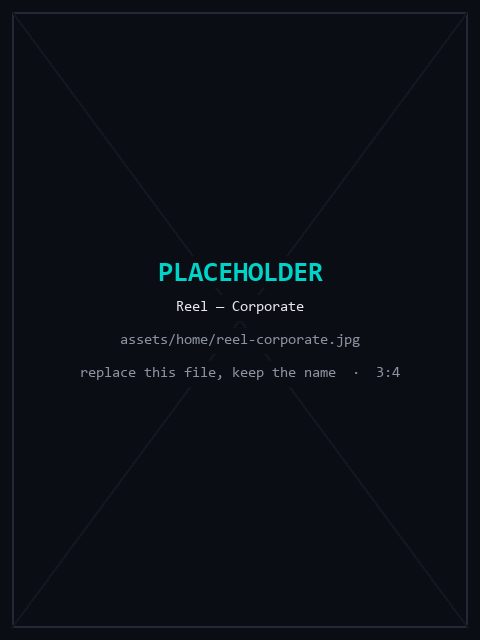 PLACEHOLDER
Reel — Corporate
assets/home/reel-corporate.jpg
replace this file, keep the name · 3:4